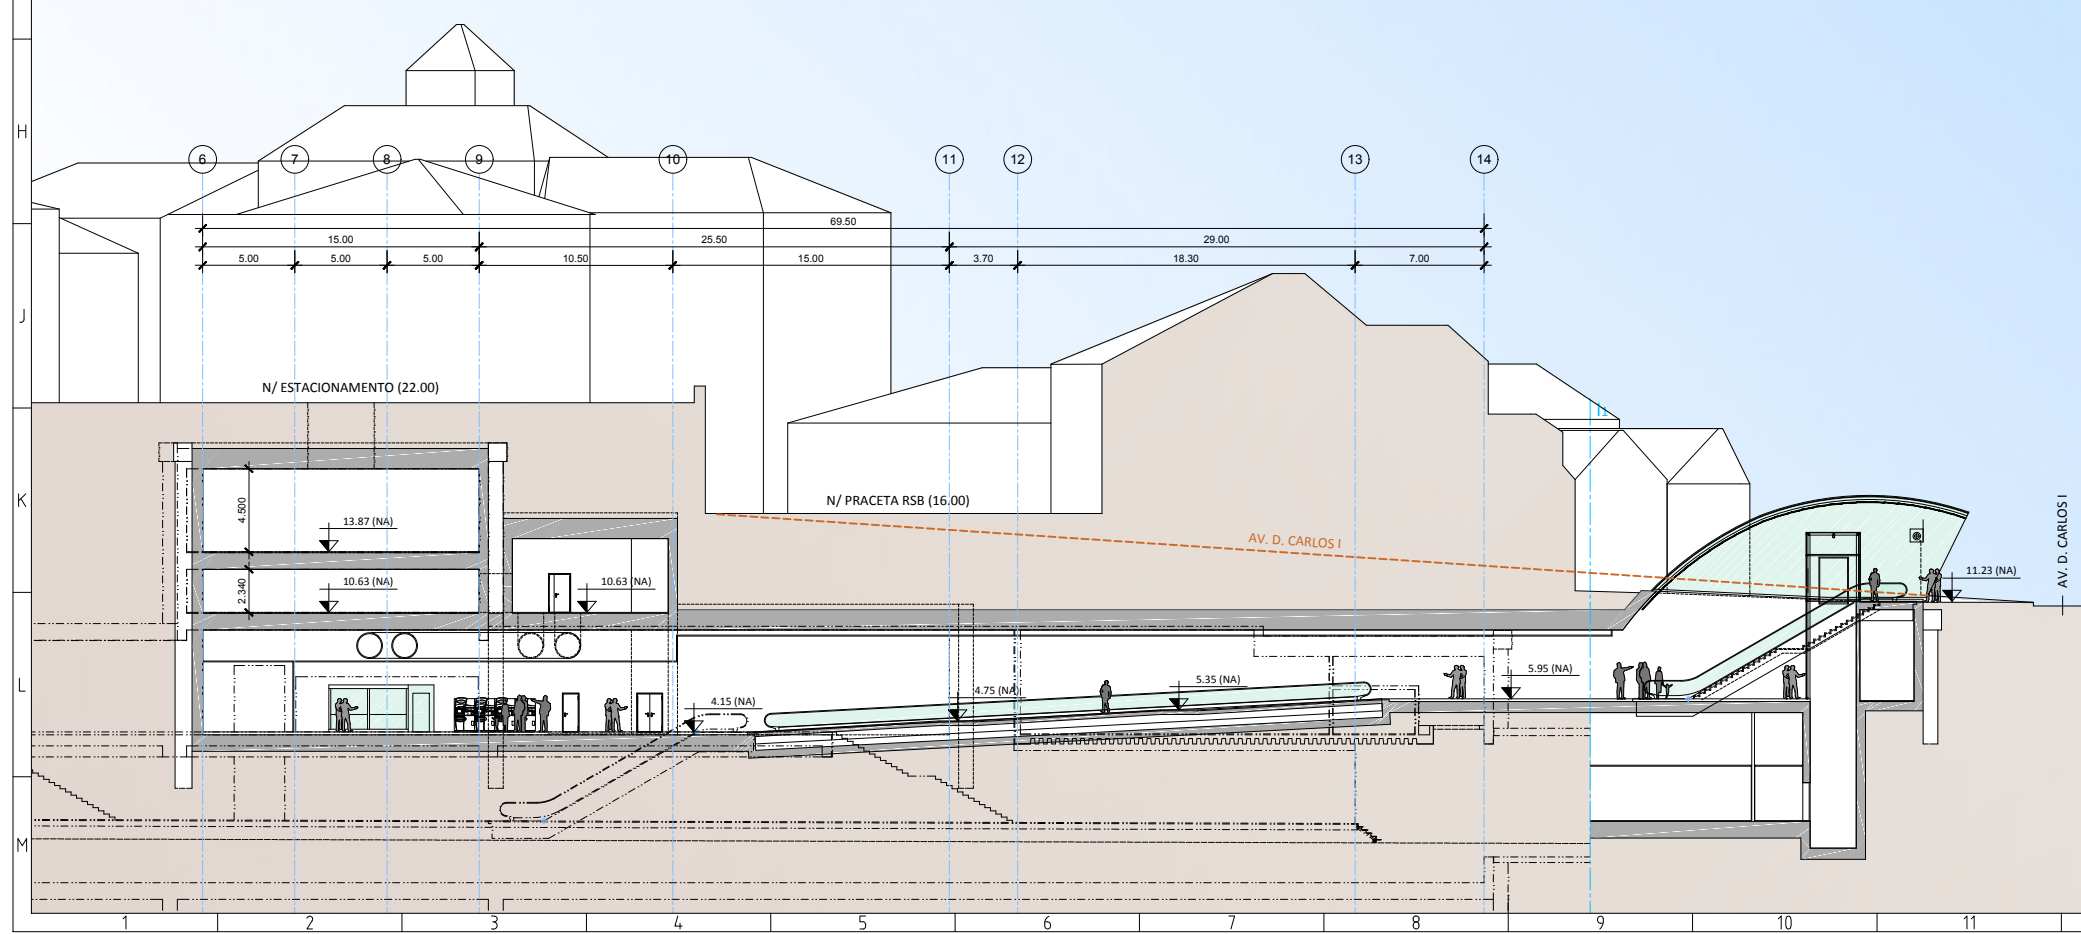 H
6
7
8
9
10
11
12
13
14
69.50
15.00
25.50
29.00
5.00
5.00
5.00
10.50
15.00
3.70
18.30
7.00
J
N/ ESTACIONAMENTO (22.00)
K
4.500
13.87 (NA)
N/ PRACETA RSB (16.00)
AV. D. CARLOS I
AV. D. CARLOS I
2.340
10.63 (NA)
10.63 (NA)
11.23 (NA)
L
4.15 (NA)
4.75 (NA)
5.35 (NA)
5.95 (NA)
M
1
2
3
4
5
6
7
8
9
10
11